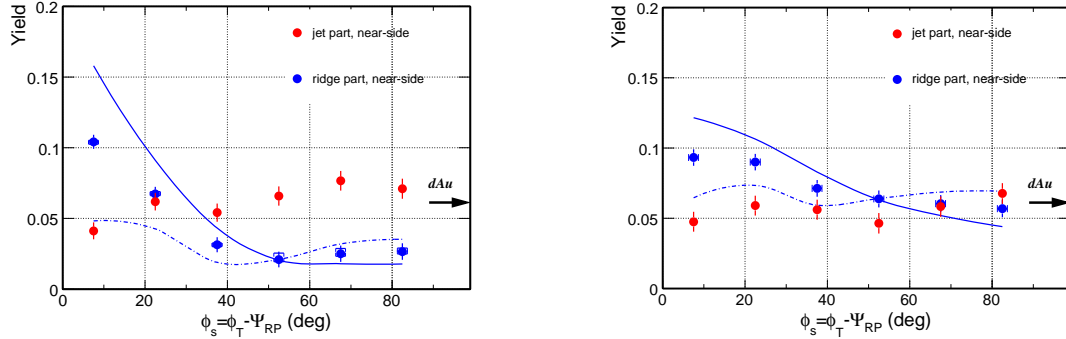 Yield
0.2
0.15
0.1
0.05
0
0 20 40 60 80
jet part, near-side
ridge part, near-side
dAu
ϕs=ϕT-ΨRP (deg)
Yield
0.2
0.15
0.1
0.05
0
0 20 40 60 80
jet part, near-side
ridge part, near-side
dAu
ϕs=ϕT-ΨRP (deg)